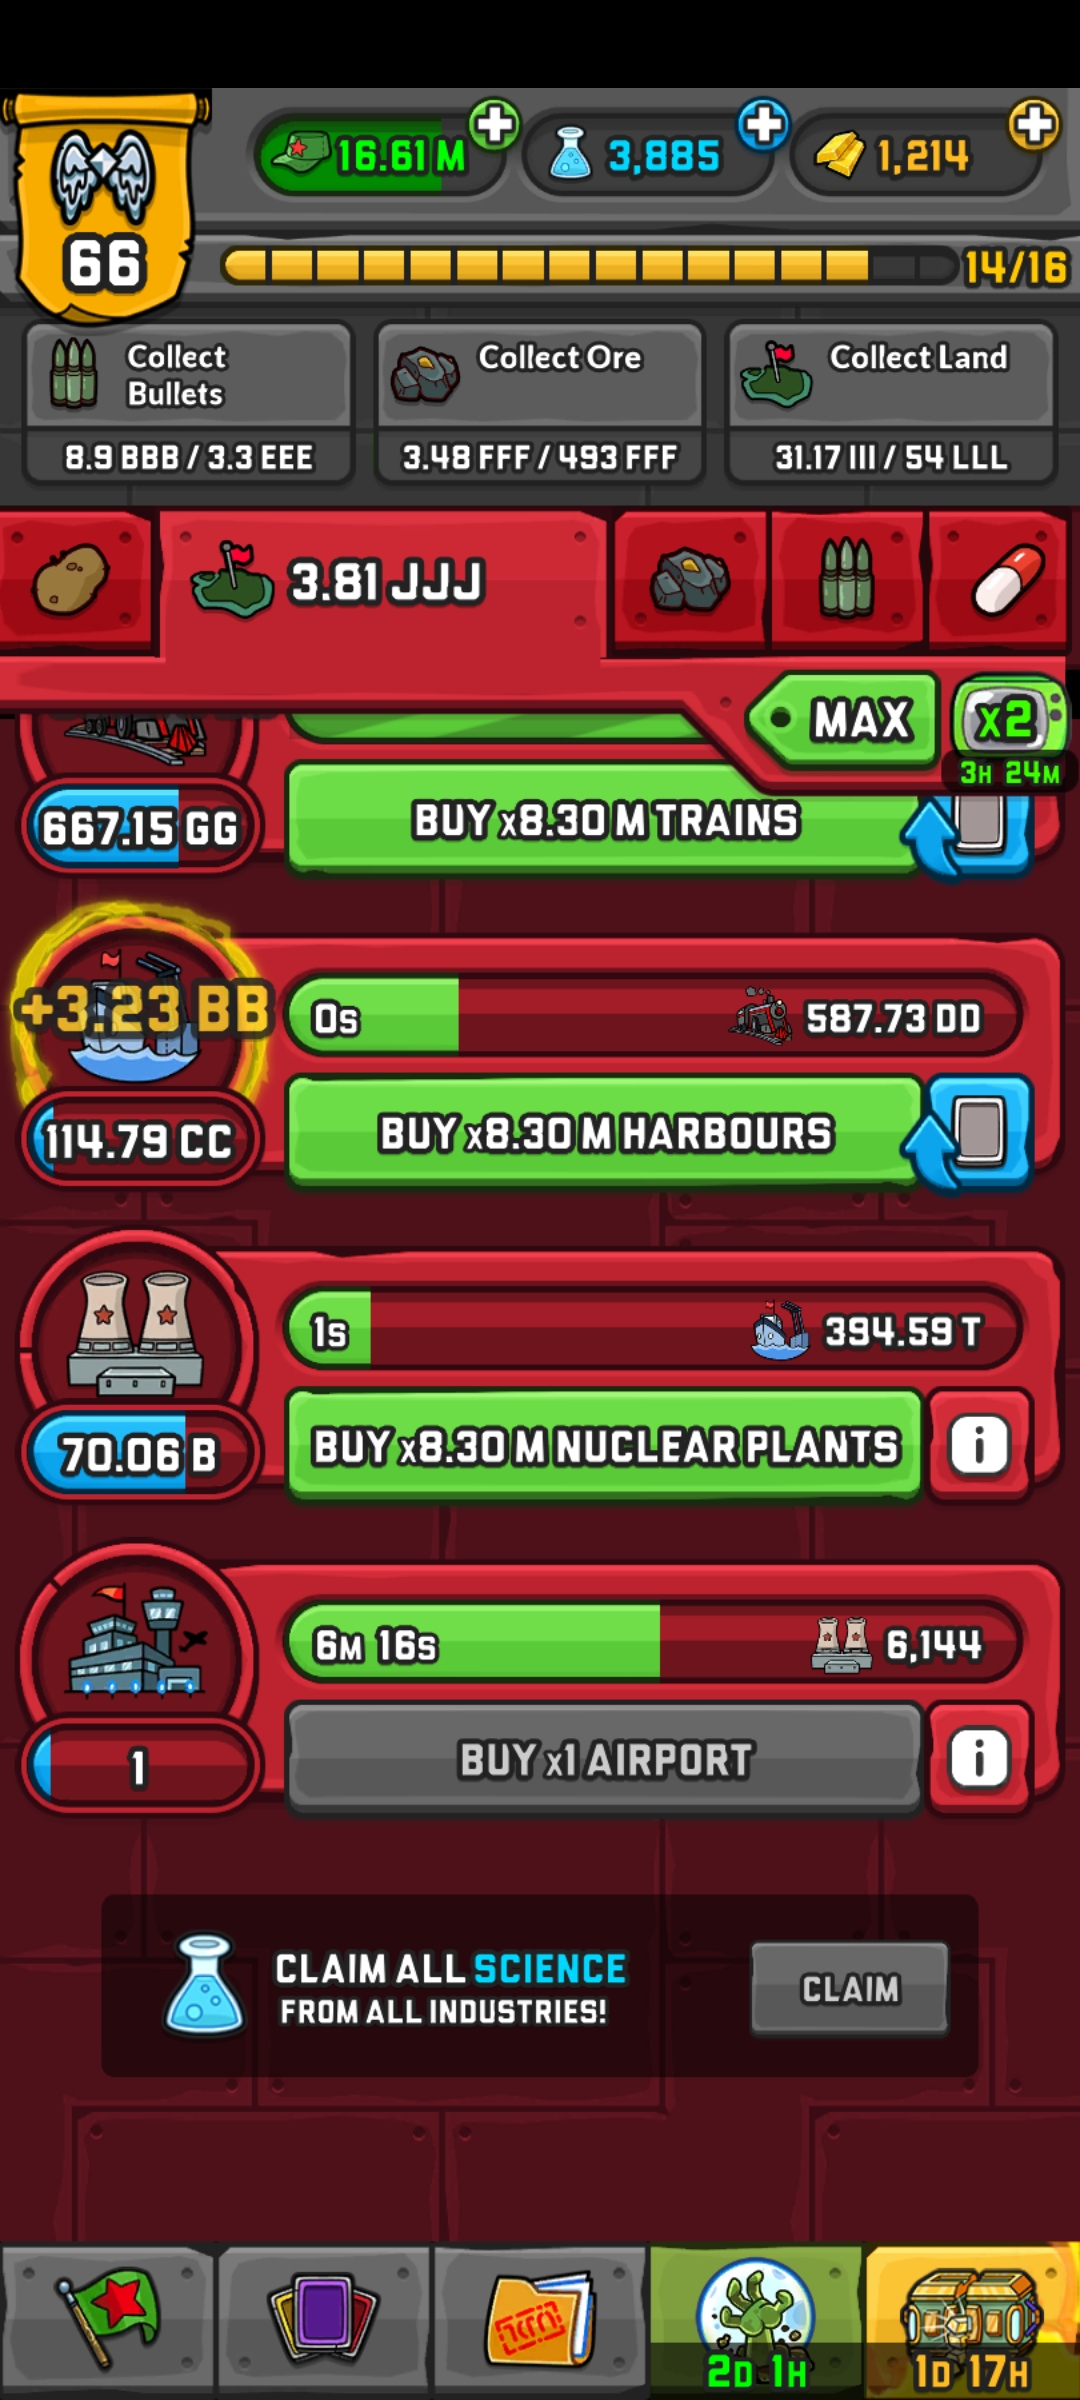 16.61 M
3,885
1,214
66
14/16
Collect
Bullets
8.9 BBB / 3.3 EEE
Collect Ore
3.48 FFF / 493 FFF
Collect Land
31.17 III / 54 LLL
3.81 JJJ
MAX
x2
3H 24M
667.15 GG
BUY x8.30 M TRAINS
+3.23 BB
0s
587.73 DD
114.79 CC
BUY x8.30 M HARBOURS
1s
394.59 T
70.06 B
BUY x8.30 M NUCLEAR PLANTS
i
6M 16s
6,144
1
BUY x1 AIRPORT
i
CLAIM ALL SCIENCE
FROM ALL INDUSTRIES!
CLAIM
2D 1H
1D 17H